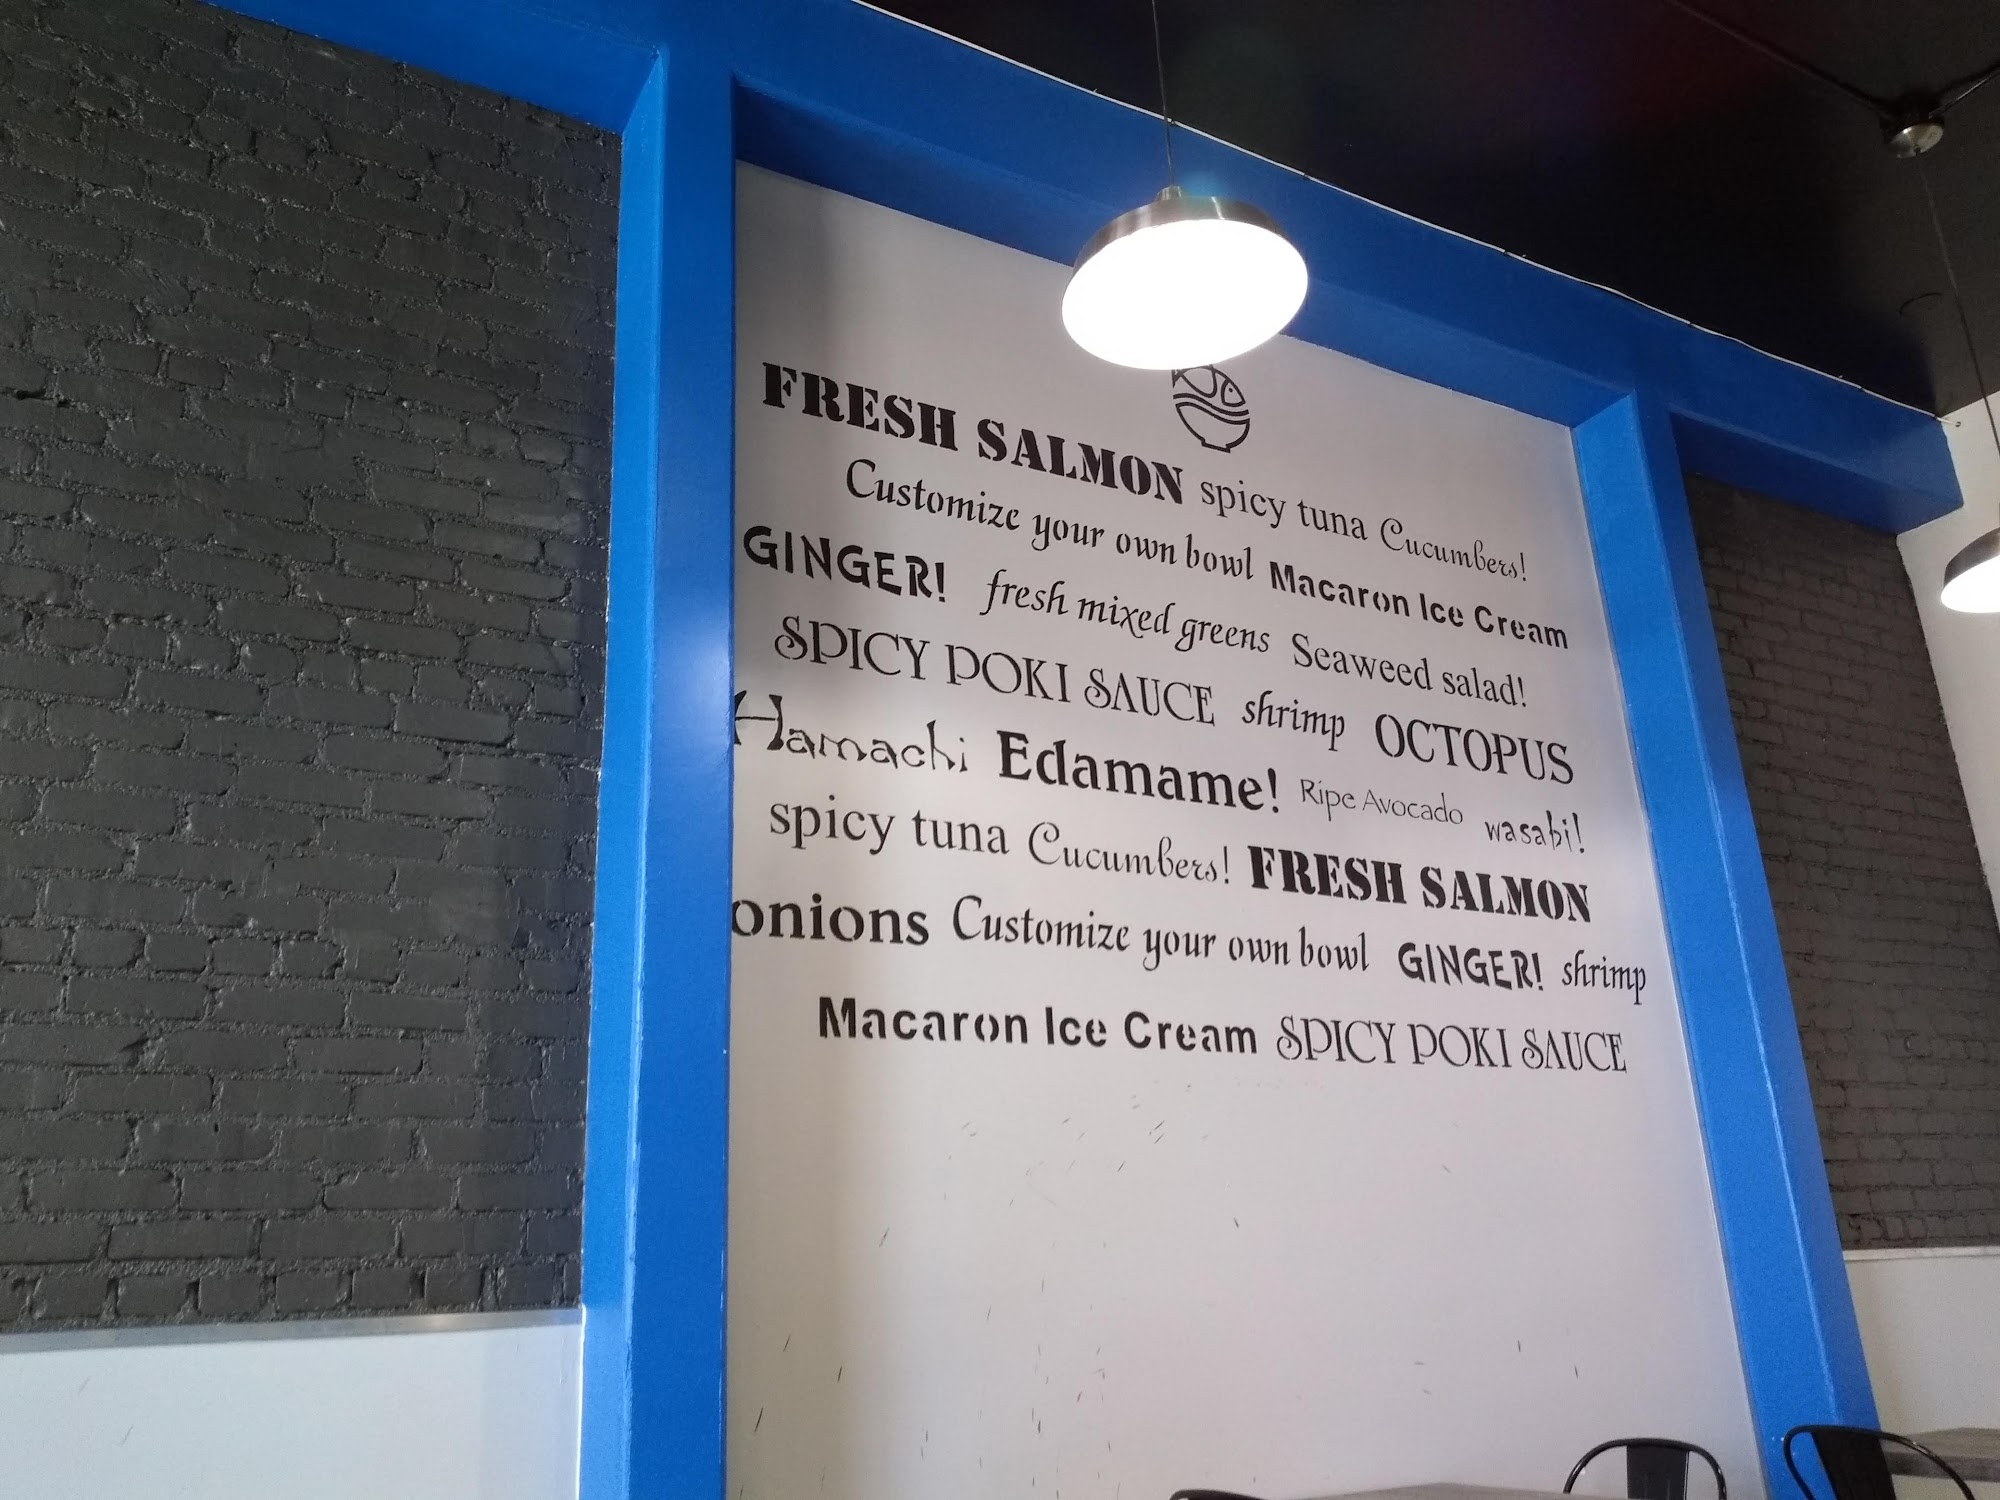 FRESH SALMON spicy tuna Cucumbers!
Customize your own bowl Macaron Ice Cream
GINGER! fresh mixed greens Seaweed salad!
SPICY POKI SAUCE shrimp OCTOPUS
Hamachi Edamame! Ripe Avocado wasabi!
spicy tuna Cucumbers! FRESH SALMON
onions Customize your own bowl GINGER! shrimp
Macaron Ice Cream SPICY POKI SAUCE